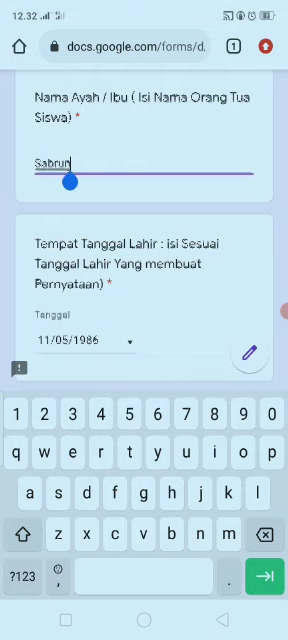 12.32
docs.google.com/forms/d,
1
Nama Ayah / Ibu ( Isi Nama Orang Tua
Siswa) *
Sabrun
Tempat Tanggal Lahir : isi Sesuai
Tanggal Lahir Yang membuat
Pernyataan) *
Tanggal
11/05/1986
1 2 3 4 5 6 7 8 9 0
q w e r t y u i o p
a s d f g h j k l
z x c v b n m
?123 , .